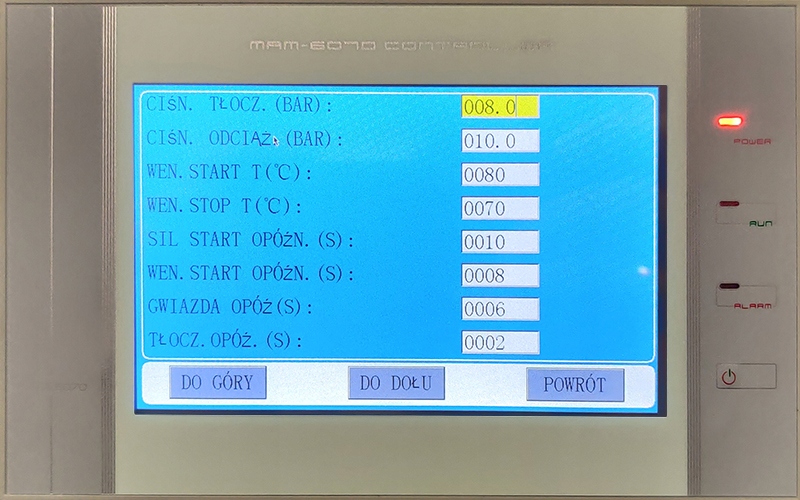 MAM-6070 CONTROLLER
CIŚN. TŁOCZ.(BAR): 008.0
CIŚN. ODCIĄŻ.(BAR): 010.0
WEN.START T(℃): 0080
WEN.STOP T(℃): 0070
SIL START OPÓŹN.(S): 0010
WEN.START OPÓŹN.(S): 0008
GWIAZDA OPÓŹ(S): 0006
TŁOCZ.OPÓŹ.(S): 0002
DO GÓRY DO DOŁU POWRÓT
POWER
RUN
ALARM